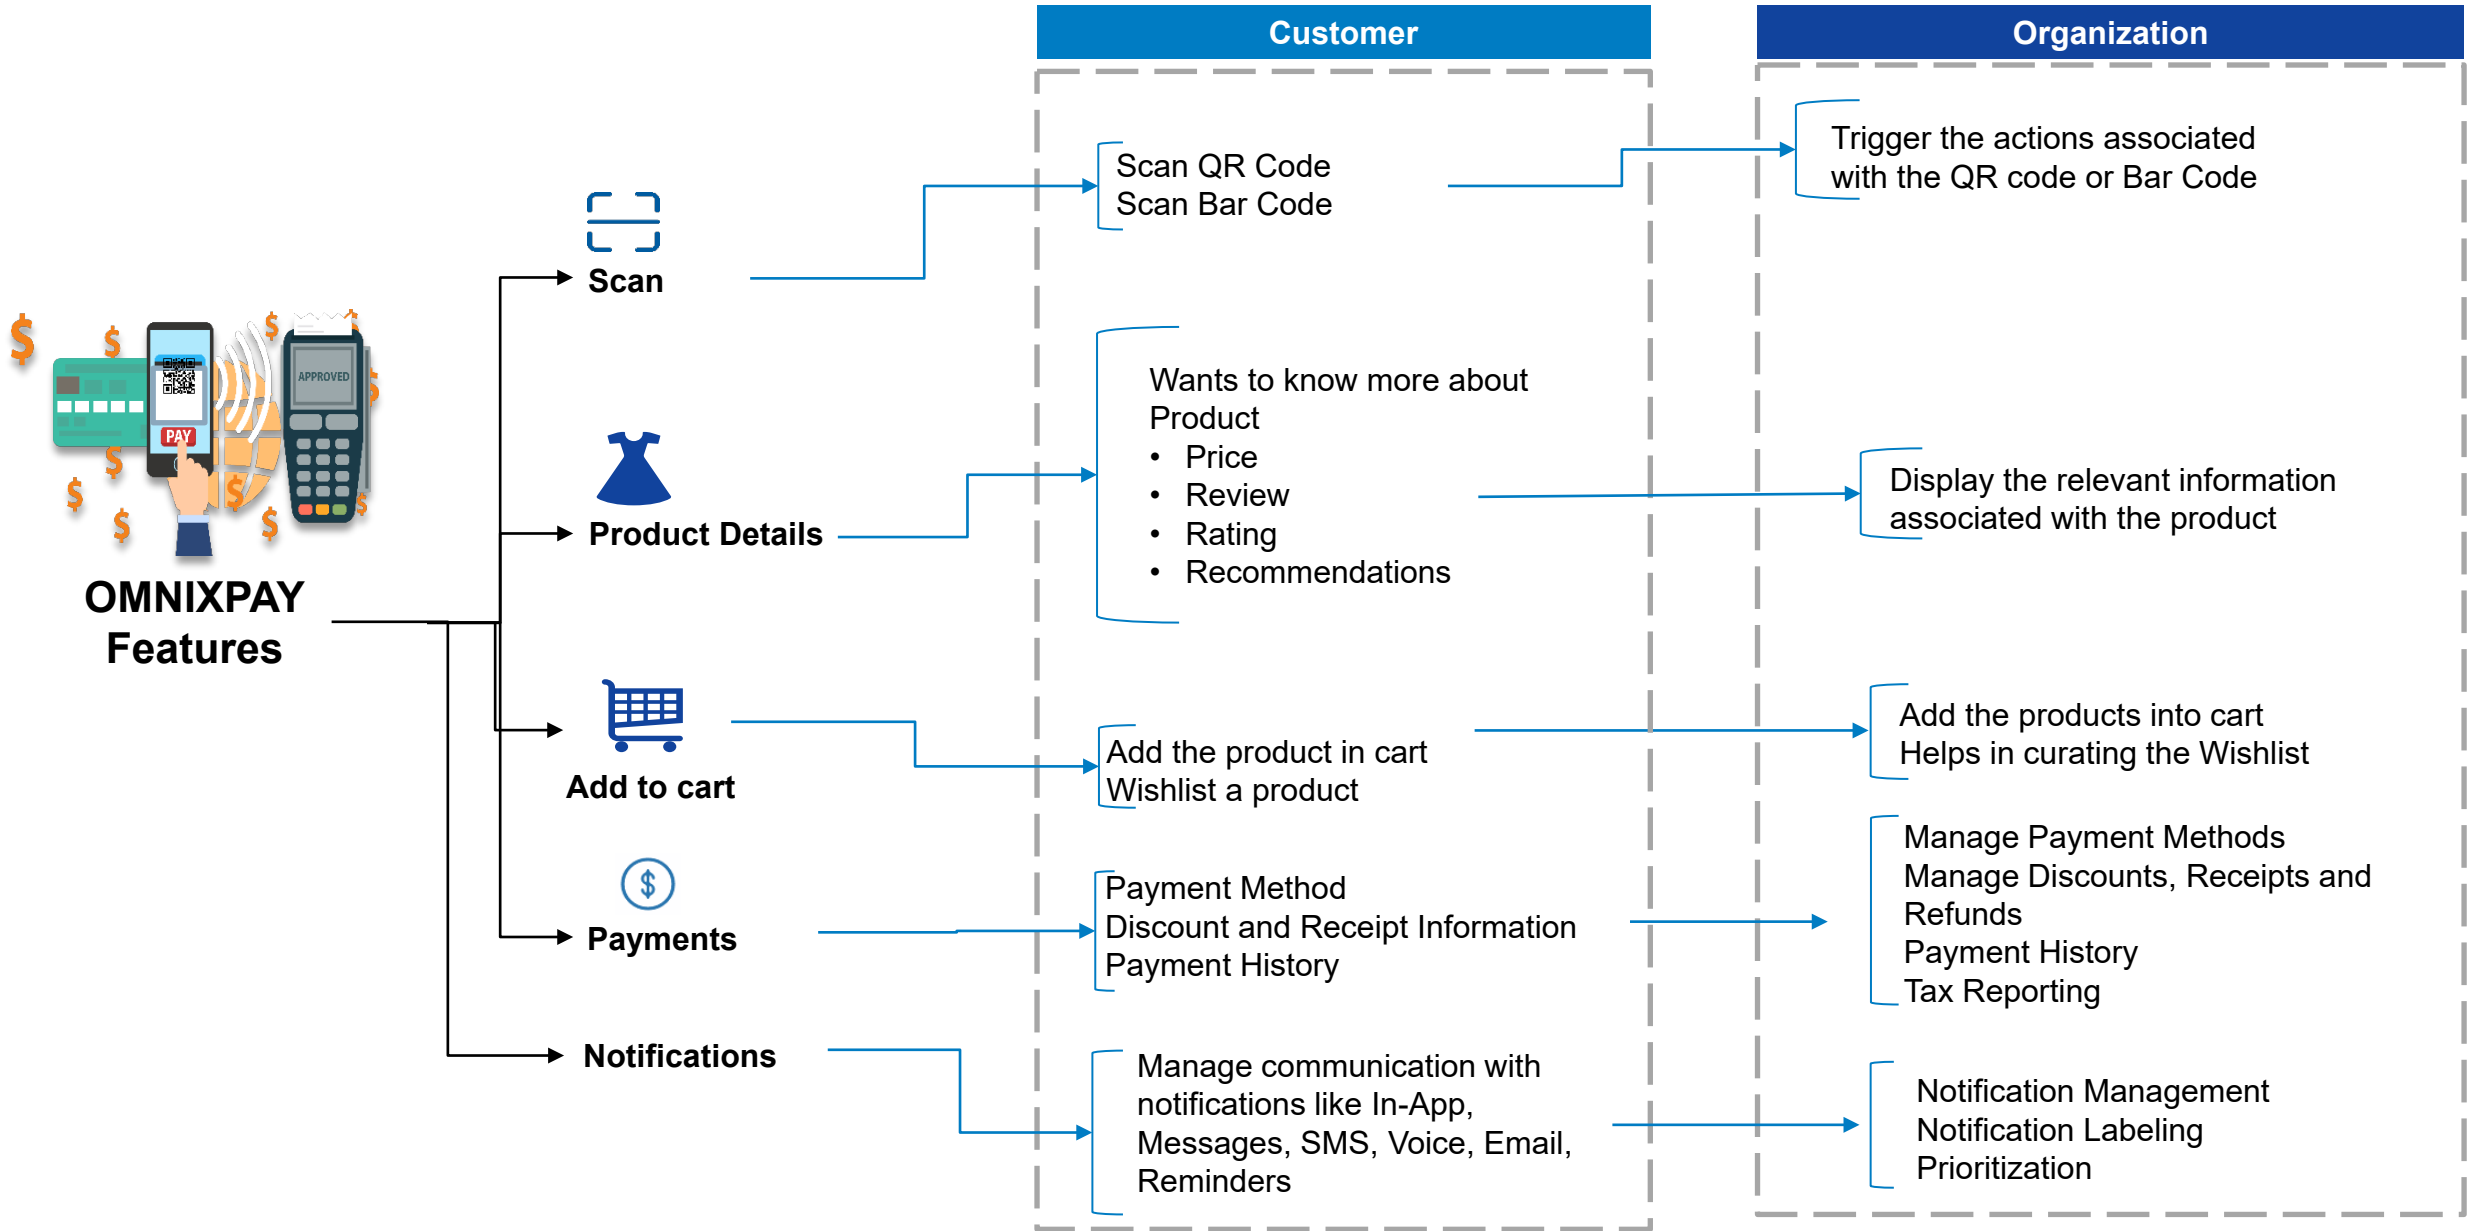 Customer
Organization
Trigger the actions associated
with the QR code or Bar Code
Scan QR Code
Scan Bar Code
Scan
APPROVED
PAY
OMNIXPAY
Features
Wants to know more about
Product
• Price
• Review
• Rating
• Recommendations
Product Details
Display the relevant information
associated with the product
Add to cart
Add the product in cart
Wishlist a product
Add the products into cart
Helps in curating the Wishlist
Payments
Payment Method
Discount and Receipt Information
Payment History
Manage Payment Methods
Manage Discounts, Receipts and
Refunds
Payment History
Tax Reporting
Notifications
Manage communication with
notifications like In-App,
Messages, SMS, Voice, Email,
Reminders
Notification Management
Notification Labeling
Prioritization